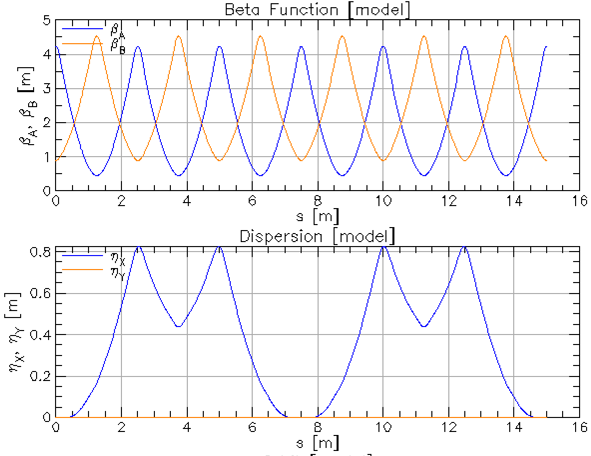 Beta Function [model]
5
4
3
2
1
0
β_A, β_B [m]
β_A
β_B
0 2 4 6 8 10 12 14 16
s [m]
Dispersion [model]
0.8
0.6
0.4
0.2
0
η_X, η_Y [m]
η_X
η_Y
0 2 4 6 8 10 12 14 16
s [m]